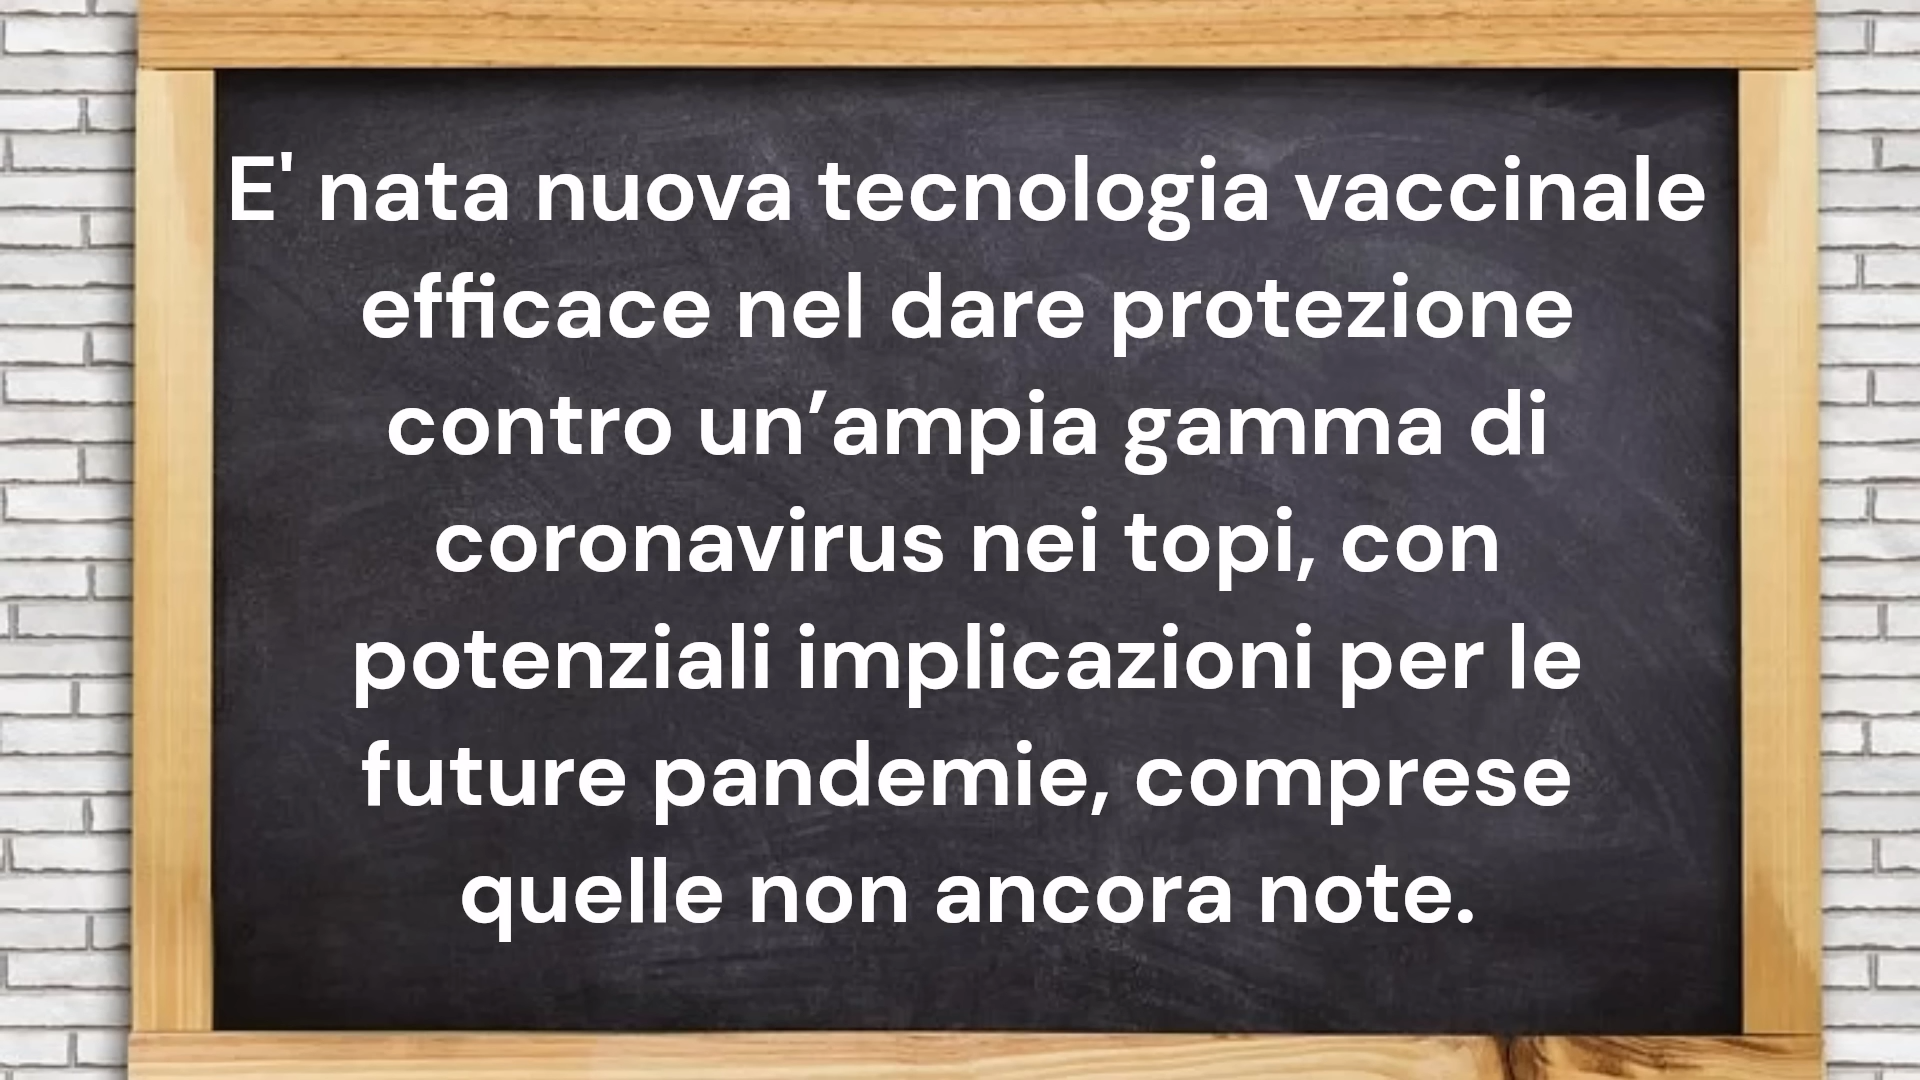 E' nata nuova tecnologia vaccinale
efficace nel dare protezione
contro un’ampia gamma di
coronavirus nei topi, con
potenziali implicazioni per le
future pandemie, comprese
quelle non ancora note.